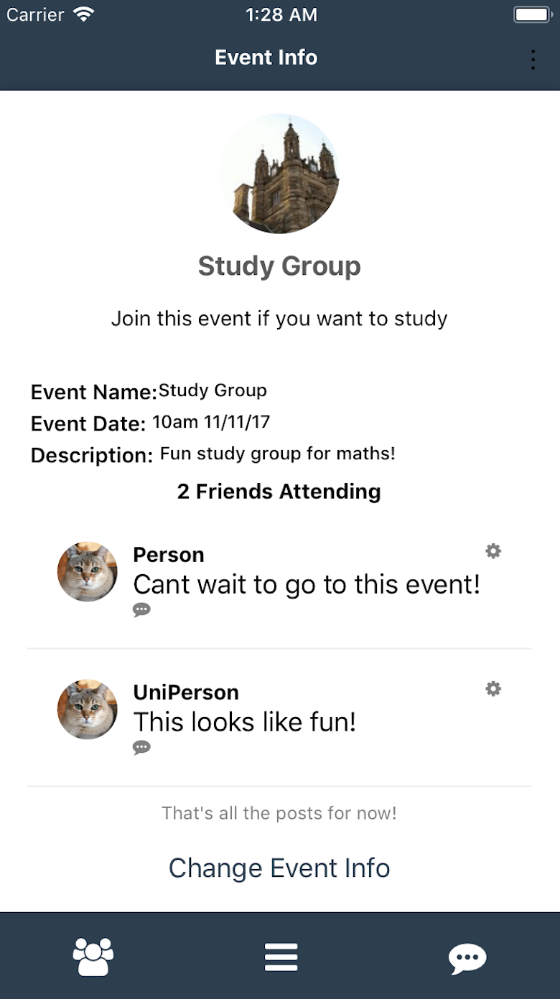 Carrier 1:28 AM
Event Info
Study Group
Join this event if you want to study
Event Name:Study Group
Event Date: 10am 11/11/17
Description: Fun study group for maths!
2 Friends Attending
Person
Cant wait to go to this event!
UniPerson
This looks like fun!
That's all the posts for now!
Change Event Info